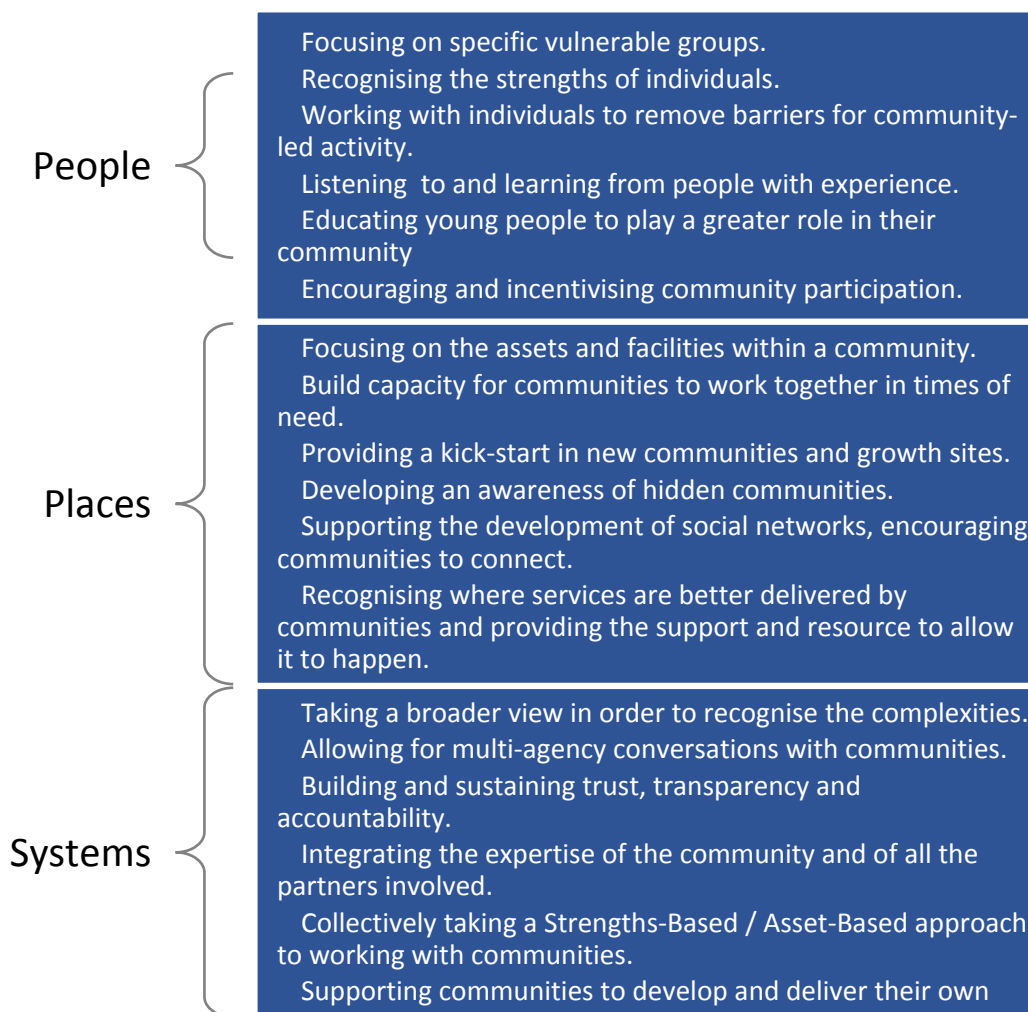 People
Focusing on specific vulnerable groups.
Recognising the strengths of individuals.
Working with individuals to remove barriers for community-
led activity.
Listening to and learning from people with experience.
Educating young people to play a greater role in their
community
Encouraging and incentivising community participation.
Places
Focusing on the assets and facilities within a community.
Build capacity for communities to work together in times of
need.
Providing a kick-start in new communities and growth sites.
Developing an awareness of hidden communities.
Supporting the development of social networks, encouraging
communities to connect.
Recognising where services are better delivered by
communities and providing the support and resource to allow
it to happen.
Systems
Taking a broader view in order to recognise the complexities.
Allowing for multi-agency conversations with communities.
Building and sustaining trust, transparency and
accountability.
Integrating the expertise of the community and of all the
partners involved.
Collectively taking a Strengths-Based / Asset-Based approach
to working with communities.
Supporting communities to develop and deliver their own